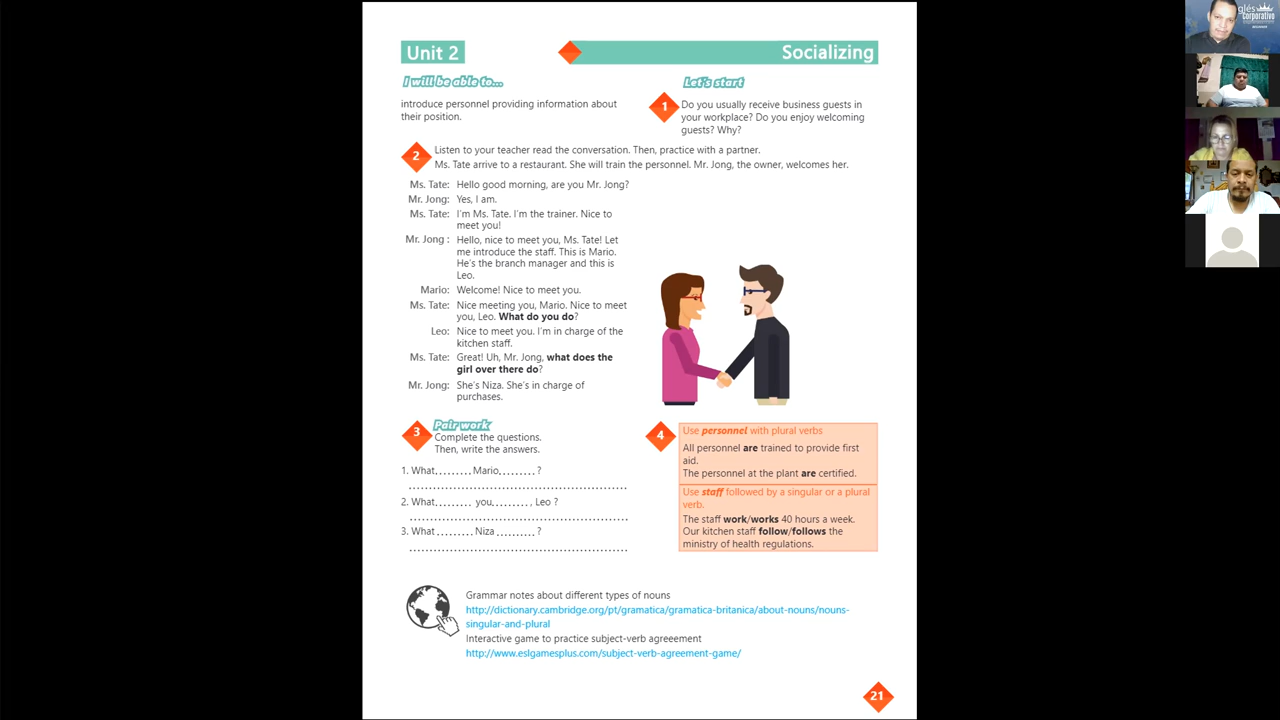 Unit 2
Socializing
I will be able to...
introduce personnel providing information about
their position.
Let's start
1
Do you usually receive business guests in
your workplace? Do you enjoy welcoming
guests? Why?
2
Listen to your teacher read the conversation. Then, practice with a partner.
Ms. Tate arrive to a restaurant. She will train the personnel. Mr. Jong, the owner, welcomes her.
Ms. Tate: Hello good morning, are you Mr. Jong?
Mr. Jong: Yes, I am.
Ms. Tate: I'm Ms. Tate. I'm the trainer. Nice to
meet you!
Mr. Jong : Hello, nice to meet you, Ms. Tate! Let
me introduce the staff. This is Mario.
He's the branch manager and this is
Leo.
Mario: Welcome! Nice to meet you.
Ms. Tate: Nice meeting you, Mario. Nice to meet
you, Leo. What do you do?
Leo: Nice to meet you. I'm in charge of the
kitchen staff.
Ms. Tate: Great! Uh, Mr. Jong, what does the
girl over there do?
Mr. Jong: She's Niza. She's in charge of
purchases.
3
Pair work
Complete the questions.
Then, write the answers.
1. What......... Mario......... ?
2. What......... you......... , Leo ?
3. What ......... Niza .......... ?
4
Use personnel with plural verbs
All personnel are trained to provide first
aid.
The personnel at the plant are certified.
Use staff followed by a singular or a plural
verb.
The staff work/works 40 hours a week.
Our kitchen staff follow/follows the
ministry of health regulations.
Grammar notes about different types of nouns
http://dictionary.cambridge.org/pt/gramatica/gramatica-britanica/about-nouns/nouns-
singular-and-plural
Interactive game to practice subject-verb agreeement
http://www.eslgamesplus.com/subject-verb-agreement-game/
21
glés
corporativo